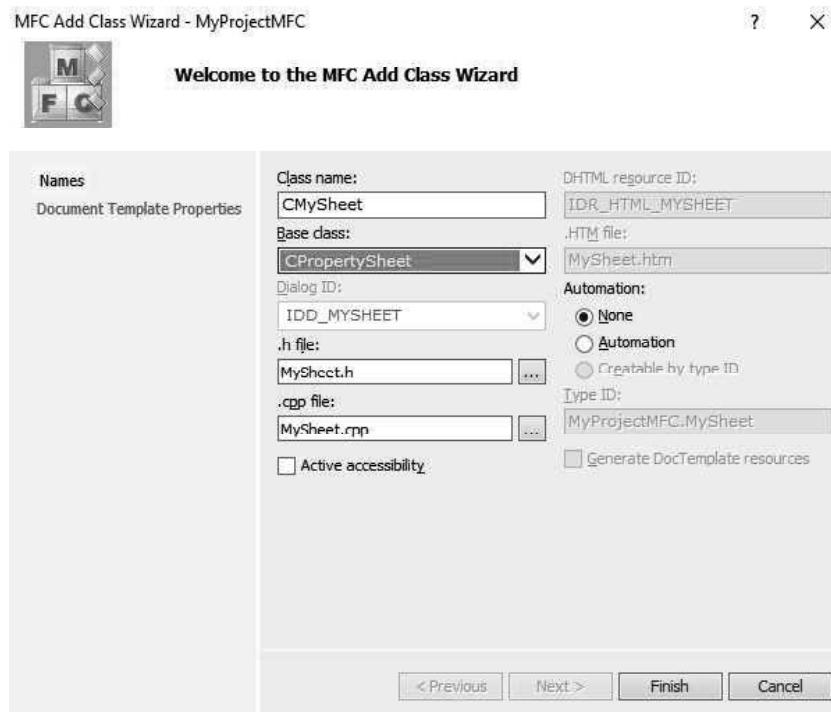 MFC Add Class Wizard - MyProjectMFC
? X
M
F C
Welcome to the MFC Add Class Wizard
Names
Document Template Properties
Class name:
CMySheet
Base class:
CPropertySheet
Dialog ID:
IDD_MYSHEET
.h file:
MySheet.h
...
.cpp file:
MySheet.cpp
...
Active accessibility
DHTML resource ID:
IDR_HTML_MYSHEET
.HTM file:
MySheet.htm
Automation:
None
Automation
Creatable by type ID
Type ID:
MyProjectMFC.MySheet
Generate DocTemplate resources
< Previous
Next >
Finish
Cancel